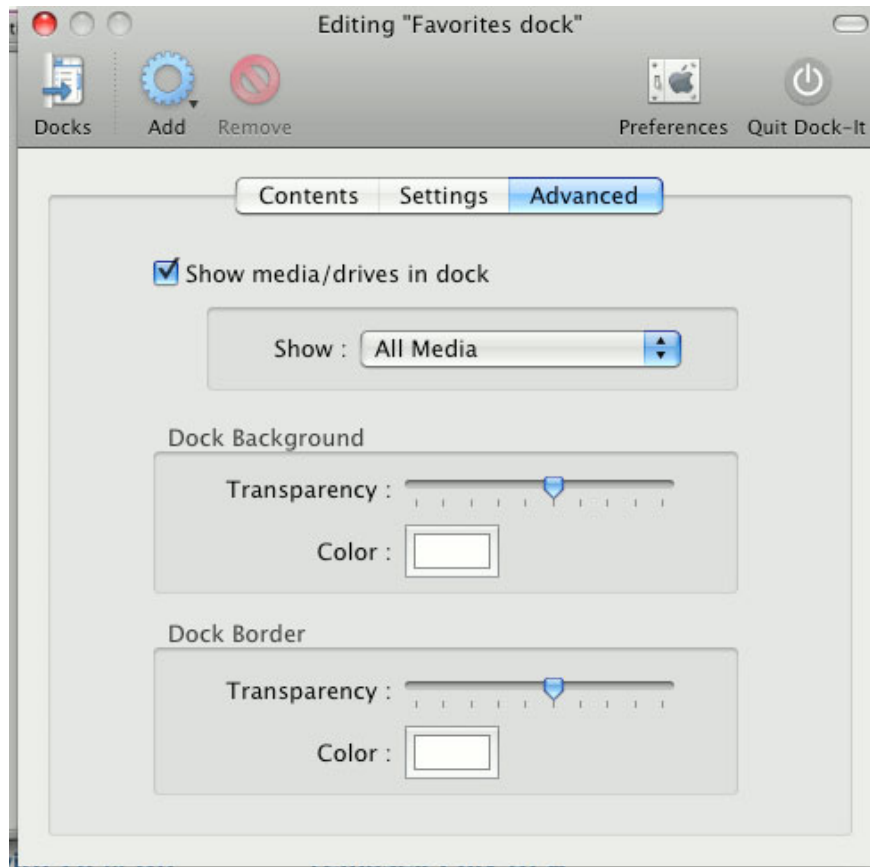 Editing "Favorites dock"
Docks Add Remove Preferences Quit Dock-It
Contents Settings Advanced
Show media/drives in dock
Show : All Media
Dock Background
Transparency :
Color :
Dock Border
Transparency :
Color :